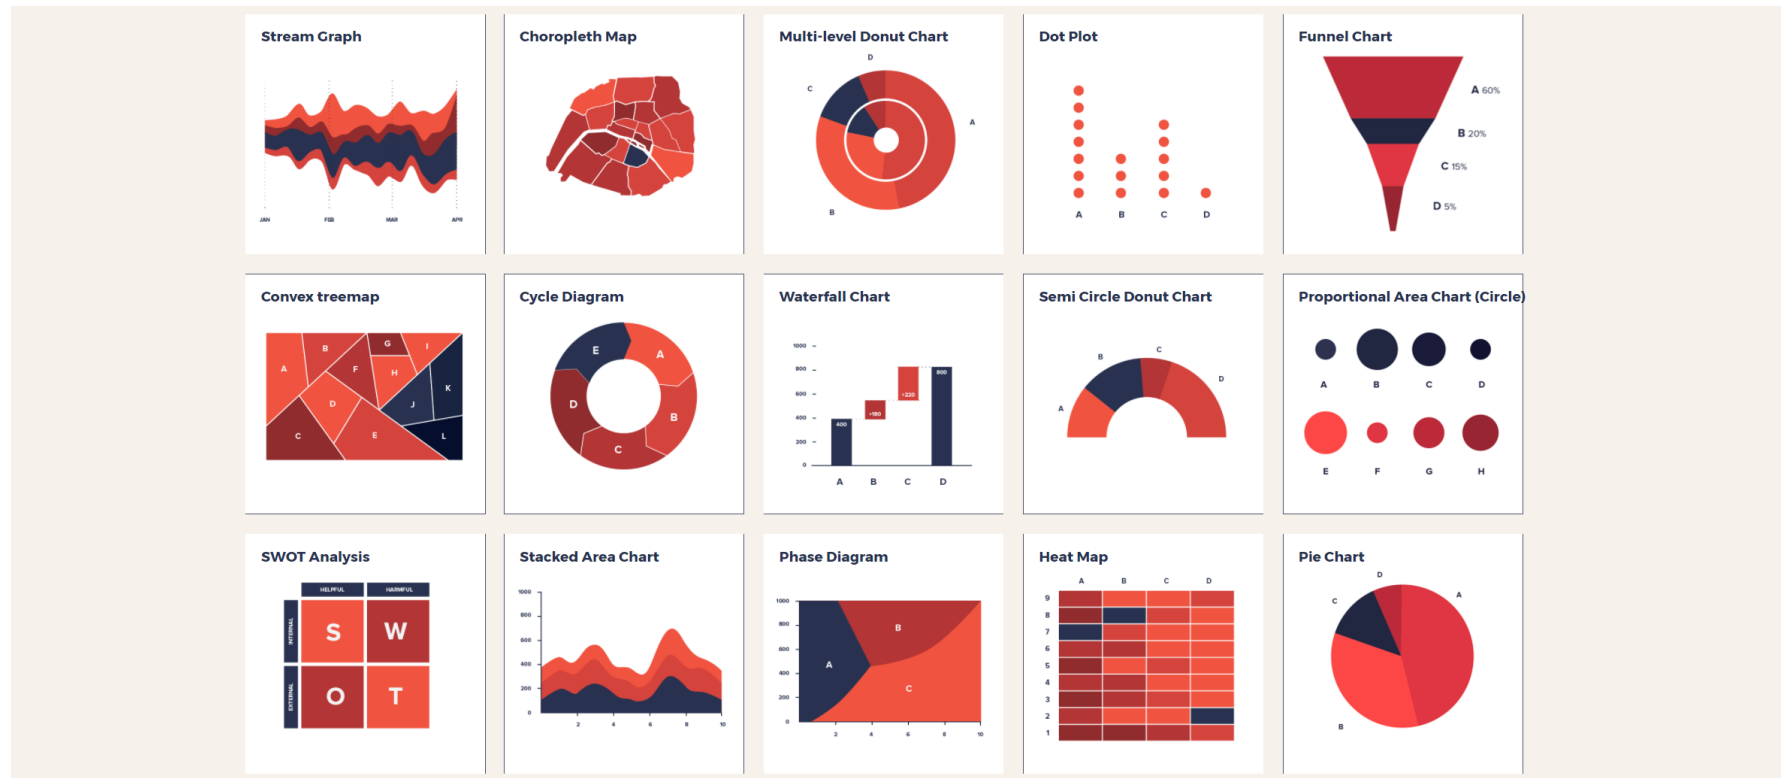 Stream Graph
JAN FEB MAR APR
Choropleth Map
Multi-level Donut Chart
D
C
A
B
Dot Plot
A B C D
Funnel Chart
A 60%
B 20%
C 15%
D 5%
Convex treemap
G
I
B
A
F
H
K
D
J
C
E
L
Cycle Diagram
E
A
D
B
C
Waterfall Chart
1000
800
600
400
200
0
400
+180
+220
800
A B C D
Semi Circle Donut Chart
C
B
D
A
Proportional Area Chart (Circle)
A B C D
E F G H
SWOT Analysis
HELPFUL HARMFUL
INTERNAL
S W
EXTERNAL
O T
Stacked Area Chart
1000
800
600
400
200
0
2 4 6 8 10
Phase Diagram
1000
800
600
400
200
0
B
A
C
2 4 6 8 10
Heat Map
A B C D
9
8
7
6
5
4
3
2
1
Pie Chart
D
A
C
B